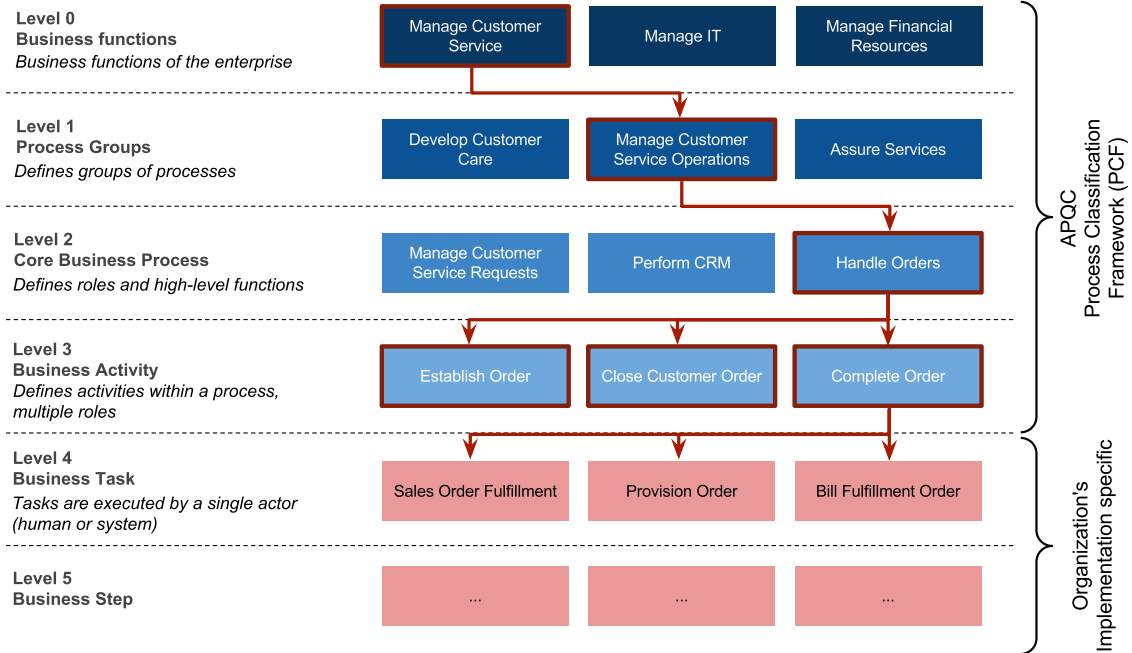 Level 0
Business functions
Business functions of the enterprise
Manage Customer
Service
Manage IT
Manage Financial
Resources
Level 1
Process Groups
Defines groups of processes
Develop Customer
Care
Manage Customer
Service Operations
Assure Services
Level 2
Core Business Process
Defines roles and high-level functions
Manage Customer
Service Requests
Perform CRM
Handle Orders
Level 3
Business Activity
Defines activities within a process,
multiple roles
Establish Order
Close Customer Order
Complete Order
APQC
Process Classification
Framework (PCF)
Level 4
Business Task
Tasks are executed by a single actor
(human or system)
Sales Order Fulfillment
Provision Order
Bill Fulfillment Order
Level 5
Business Step
...
...
...
Organization's
Implementation specific